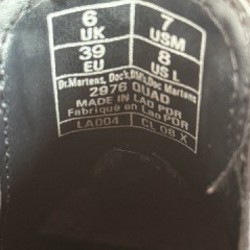 6 7
UK USM
39 8
EU US L
Dr.Martens, Doc's, DM's, Doc Martens
2976 QUAD
MADE IN LAO PDR
Fabriqué en Lao PDR
LA004 CL 08 X